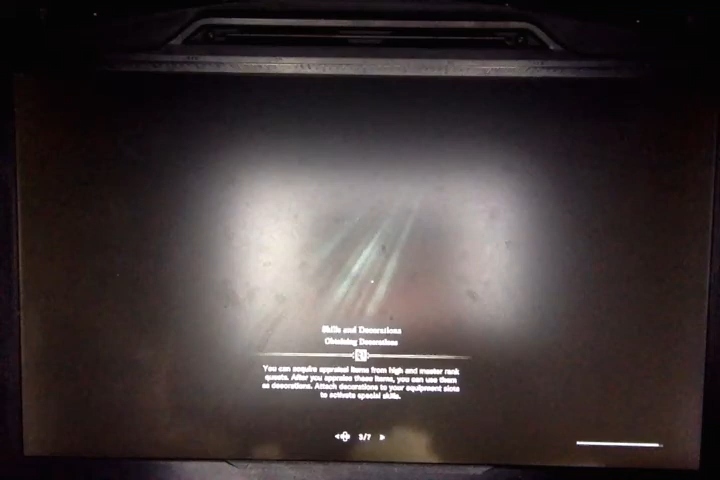 Skills and Decorations
Obtaining Decorations
You can acquire appraisal items from high and master rank
quests. After you appraise these items, you can use them
as decorations. Attach decorations to your equipment slots
to activate special skills.
3/7